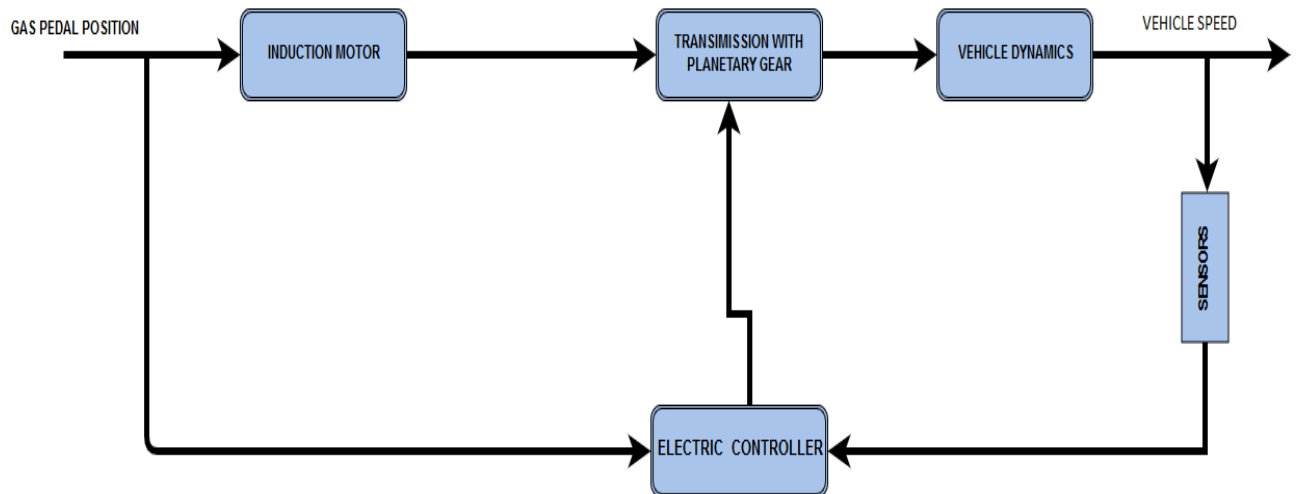 GAS PEDAL POSITION
INDUCTION MOTOR
TRANSIMISSION WITH
PLANETARY GEAR
VEHICLE DYNAMICS
VEHICLE SPEED
SENSORS
ELECTRIC CONTROLLER